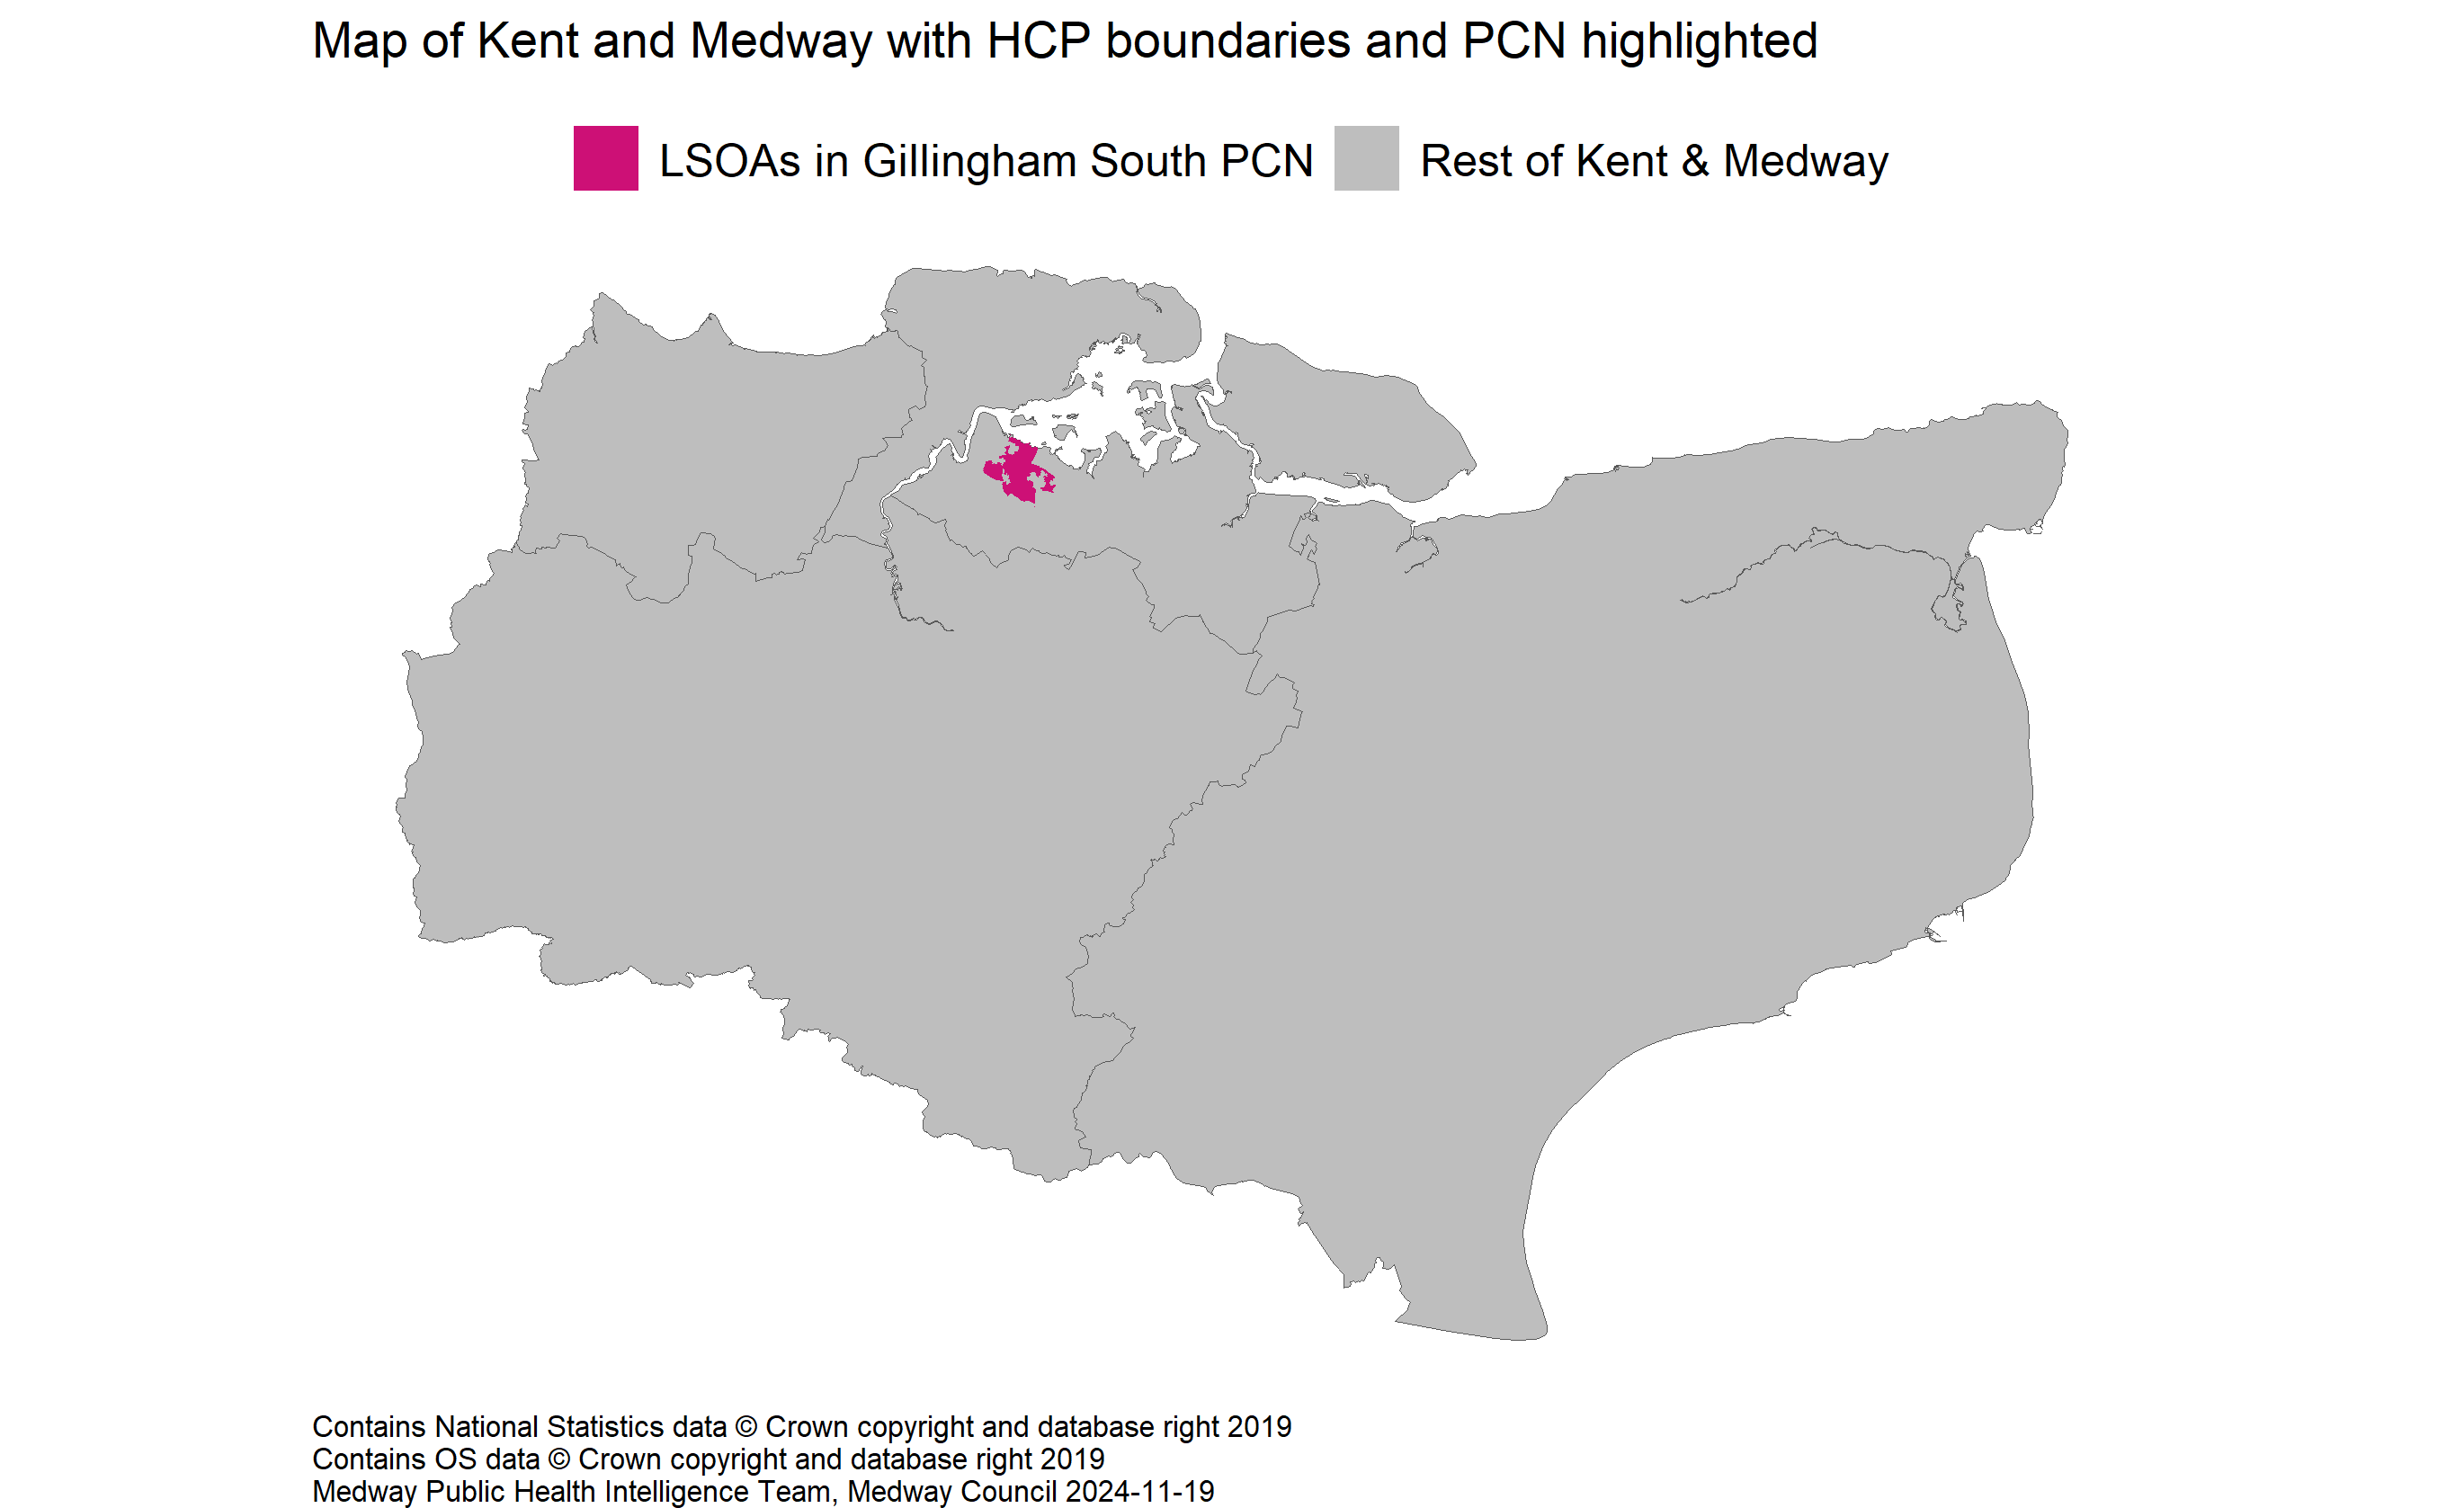 Map of Kent and Medway with HCP boundaries and PCN highlighted
LSOAs in Gillingham South PCN
Rest of Kent & Medway
Contains National Statistics data © Crown copyright and database right 2019
Contains OS data © Crown copyright and database right 2019
Medway Public Health Intelligence Team, Medway Council 2024-11-19